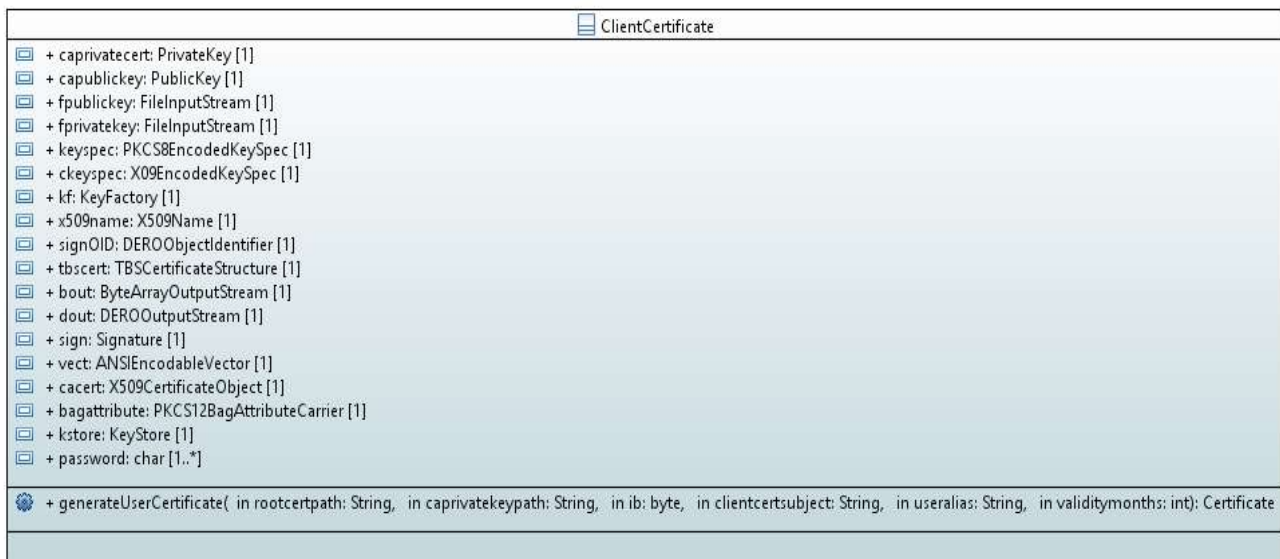 ClientCertificate
+ caprivatecert: PrivateKey [1]
+ capublickey: PublicKey [1]
+ fpublickey: FileInputStream [1]
+ fprivatekey: FileInputStream [1]
+ keyspec: PKCS8EncodedKeySpec [1]
+ ckeyspec: X09EncodedKeySpec [1]
+ kf: KeyFactory [1]
+ x509name: X509Name [1]
+ signOID: DEROObjectIdentifier [1]
+ tbscert: TBSCertificateStructure [1]
+ bout: ByteArrayOutputStream [1]
+ dout: DEROOutputStream [1]
+ sign: Signature [1]
+ vect: ANSIEncodableVector [1]
+ cacert: X509CertificateObject [1]
+ bagattribute: PKCS12BagAttributeCarrier [1]
+ kstore: KeyStore [1]
+ password: char [1..*]
+ generateUserCertificate( in rootcertpath: String, in caprivatekeypath: String, in ib: byte, in clientcertsubject: String, in useralias: String, in validitymonths: int): Certificate